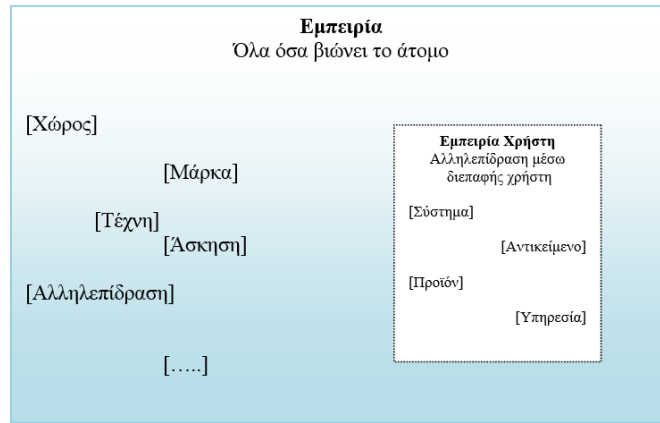 Εμπειρία
Όλα όσα βιώνει το άτομο
[Χώρος]
[Μάρκα]
[Τέχνη]
[Άσκηση]
[Αλληλεπίδραση]
[.....]
Εμπειρία Χρήστη
Αλληλεπίδραση μέσω
διεπαφής χρήστη
[Σύστημα]
[Αντικείμενο]
[Προϊόν]
[Υπηρεσία]